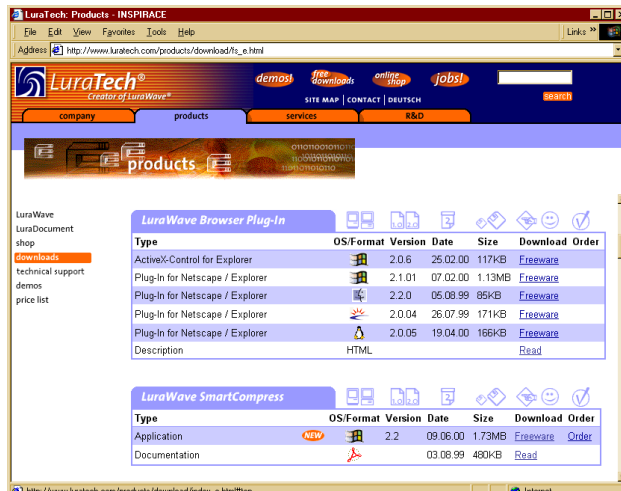 LuraTech: Products - INSPIRACE
File Edit View Favorites Tools Help Links »
Address http://www.luratech.com/products/download/fs_e.html
LuraTech®
Creator of LuraWave®
demos! free downloads online shop jobs!
SITE MAP | CONTACT | DEUTSCH
search
company products services R&D
products
LuraWave
LuraDocument
shop
downloads
technical support
demos
price list
LuraWave Browser Plug-In
Type OS/Format Version Date Size Download Order
ActiveX-Control for Explorer 2.0.6 25.02.00 117KB Freeware
Plug-In for Netscape / Explorer 2.1.01 07.02.00 1.13MB Freeware
Plug-In for Netscape / Explorer 2.2.0 05.08.99 85KB Freeware
Plug-In for Netscape / Explorer 2.0.04 26.07.99 171KB Freeware
Plug-In for Netscape / Explorer 2.0.05 19.04.00 166KB Freeware
Description HTML Read
LuraWave SmartCompress
Type OS/Format Version Date Size Download Order
Application NEW 2.2 09.06.00 1.73MB Freeware Order
Documentation 03.08.99 480KB Read